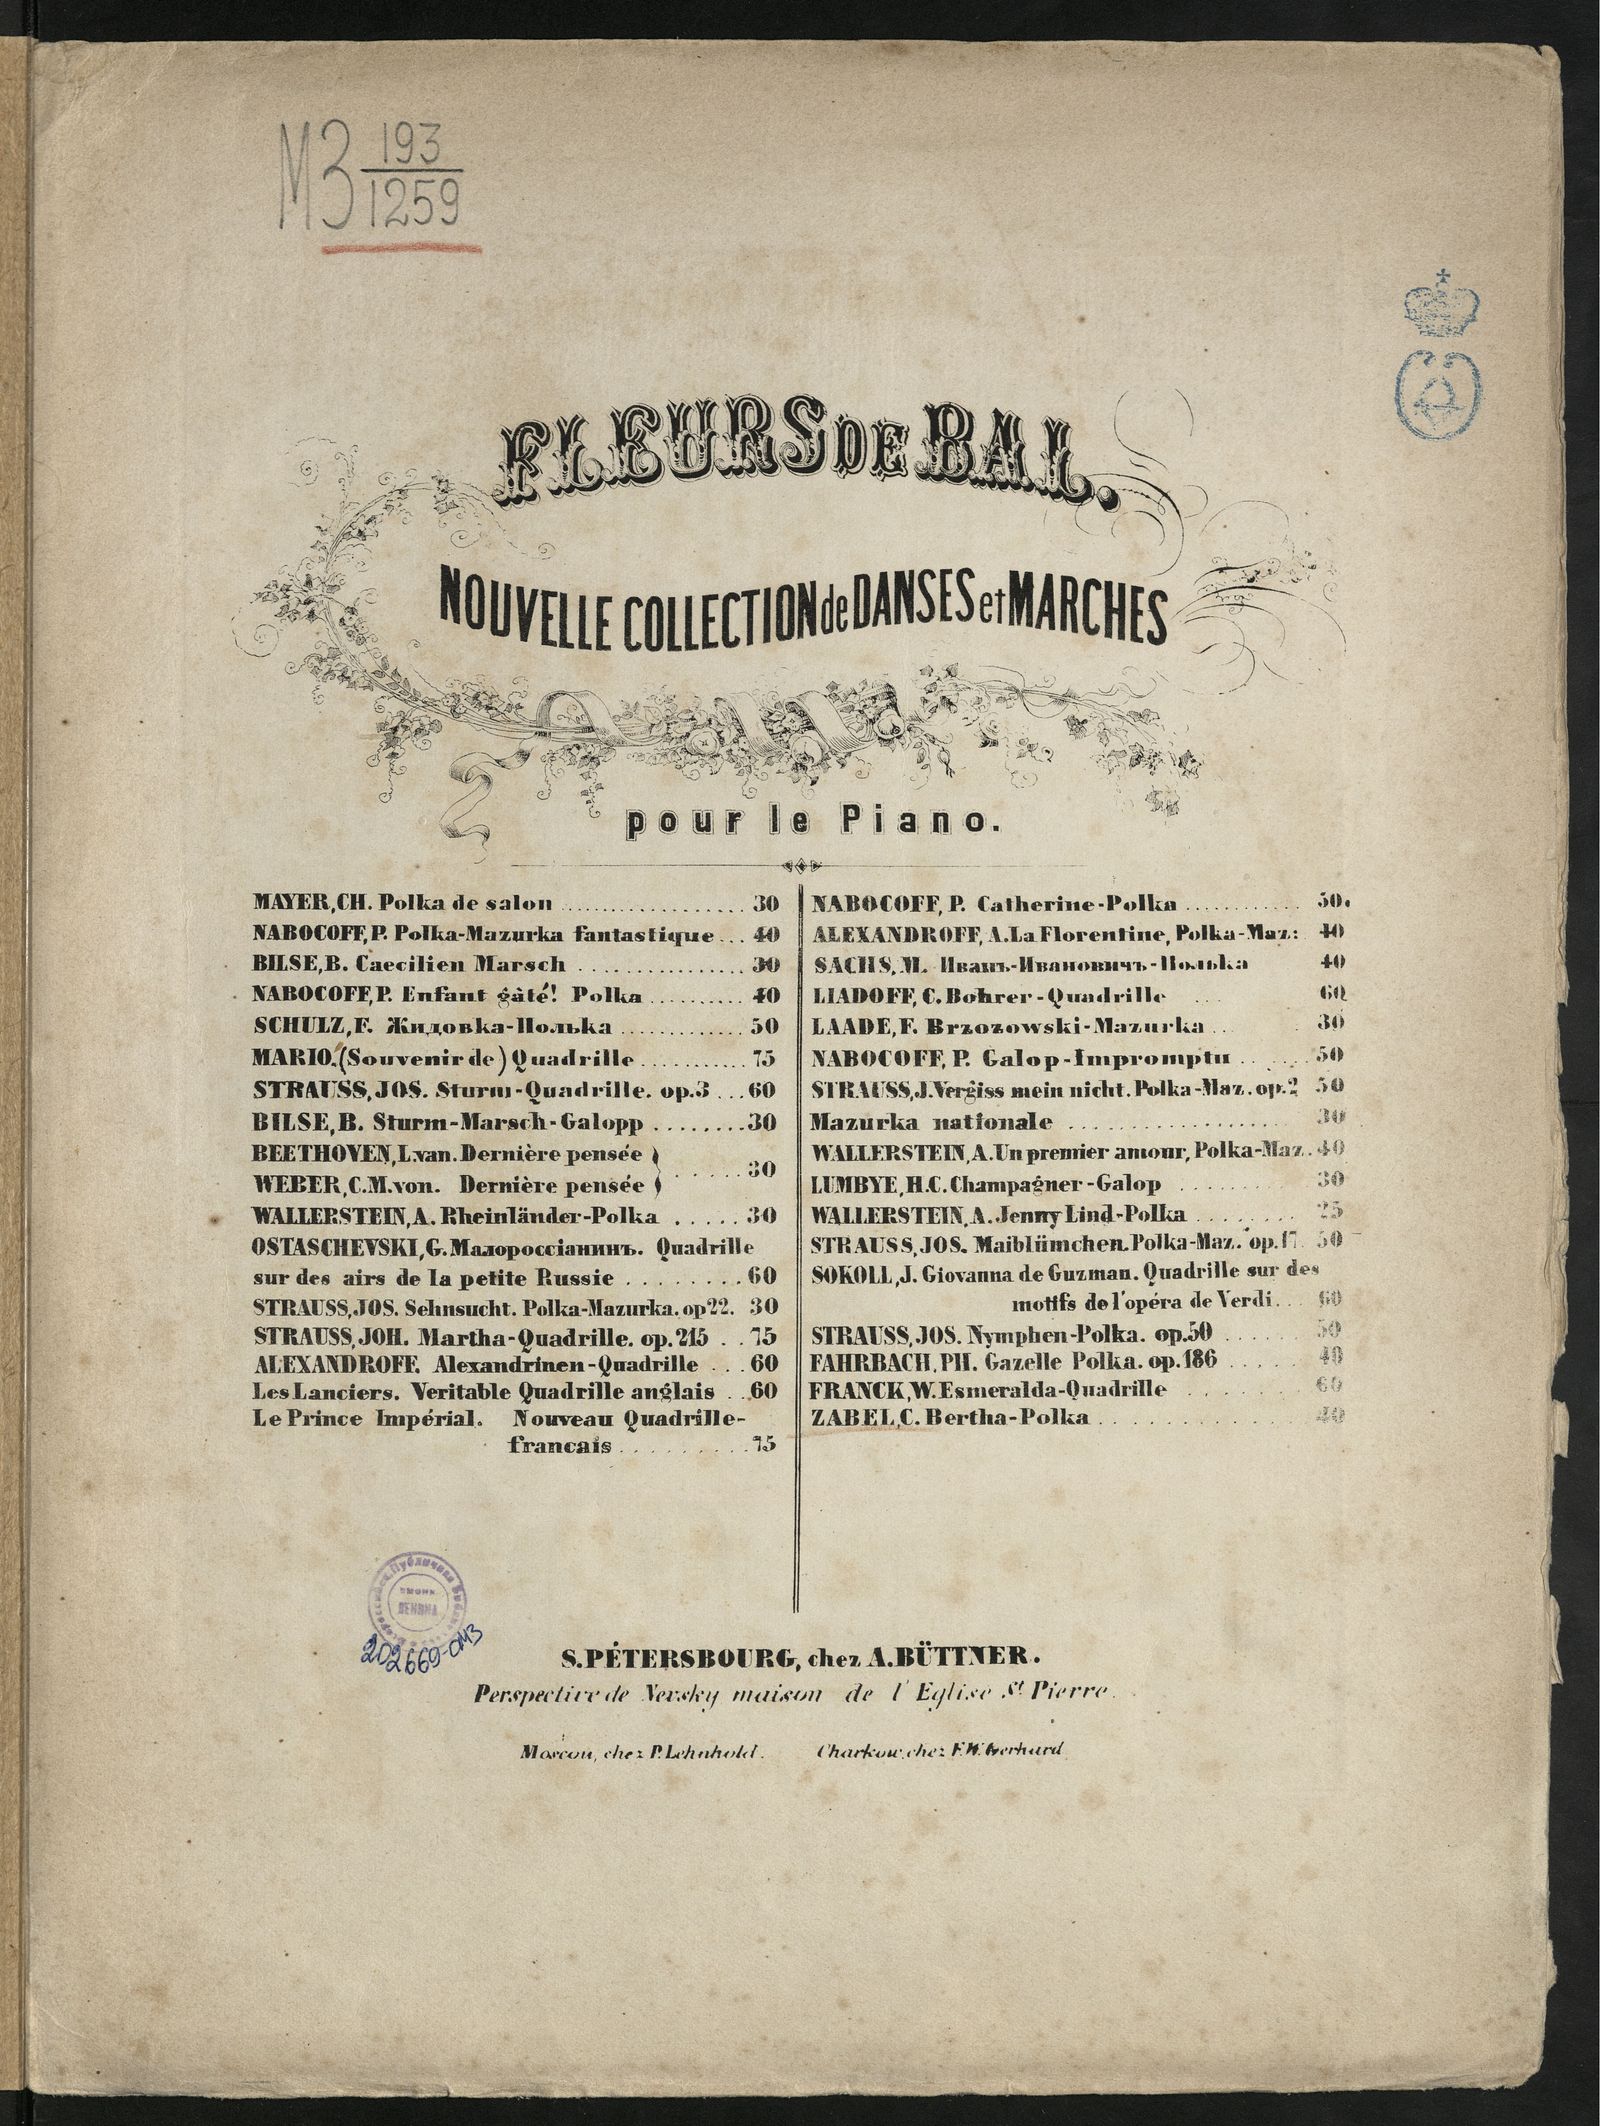 МЗ 193
1259
FLEURS DE BAL.
NOUVELLE COLLECTION de DANSES et MARCHES
pour le Piano.
MAYER, CH. Polka de salon 30
NABOCOFF, P. Polka-Mazurka fantastique 40
BILSE, B. Caecilien Marsch 30
NABOCOFF, P. Enfant gâté! Polka 40
SCHULZ, F. Жидовка-Полька 50
MARIO. (Souvenir de) Quadrille 75
STRAUSS, JOS. Sturm-Quadrille. op.3 60
BILSE, B. Sturm-Marsch-Galopp 30
BEETHOVEN, L. van. Dernière pensée
30
WEBER, C.M. von. Dernière pensée
WALLERSTEIN, A. Rheinländer-Polka 30
OSTASCHEVSKI, G. Малороссіанинъ. Quadrille
sur des airs de la petite Russie 60
STRAUSS, JOS. Sehnsucht. Polka-Mazurka. op 22. 30
STRAUSS, JOH. Martha-Quadrille. op. 215 75
ALEXANDROFF. Alexandrinen-Quadrille 60
Les Lanciers. Veritable Quadrille anglais 60
Le Prince Impérial. Nouveau Quadrille-
francais 75
NABOCOFF, P. Catherine-Polka 50.
ALEXANDROFF, A. La Florentine, Polka-Maz: 40
SACHS, M. Иванъ-Ивановичъ-Полька 40
LIADOFF, C. Bohrer-Quadrille 60
LAADE, F. Brzozowski-Mazurka 30
NABOCOFF, P. Galop-Impromptu 50
STRAUSS, J. Vergiss mein nicht. Polka-Maz. op. 2 50
Mazurka nationale 30
WALLERSTEIN, A. Un premier amour, Polka-Maz. 40
LUMBYE, H.C. Champagner-Galop 30
WALLERSTEIN, A. Jenny Lind-Polka 25
STRAUSS, JOS. Maiblümchen. Polka-Maz. op. 17. 50
SOKOLL, J. Giovanna de Guzman. Quadrille sur des
motifs de l'opéra de Verdi 60
STRAUSS, JOS. Nymphen-Polka. op. 50 50
FAHRBACH, PH. Gazelle Polka. op. 186 40
FRANCK, W. Esmeralda-Quadrille 60
ZABEL, C. Bertha-Polka 40
202669-ОМЗ
S. PÉTERSBOURG, chez A. BÜTTNER.
Perspective de Nevsky maison de l'Eglise St Pierre.
Moscou, chez P. Lehnhold. Charkow, chez F.W. Gerhard